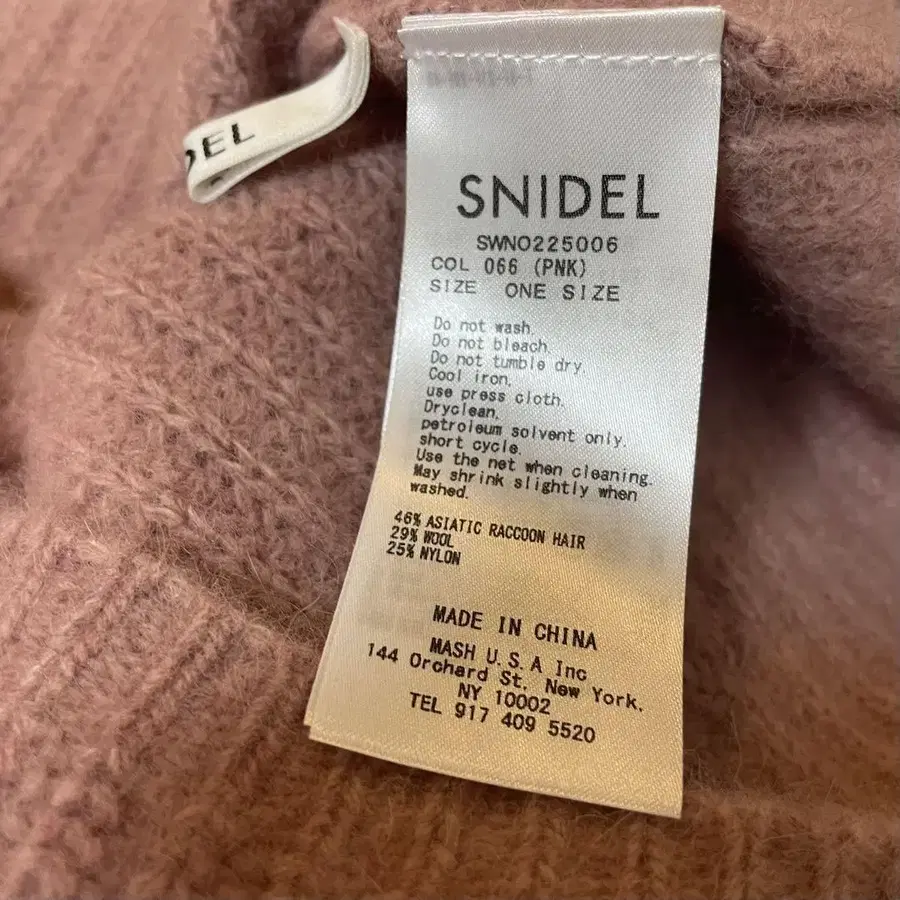 DEL
SNIDEL
SWNO225006
COL 066 (PNK)
SIZE ONE SIZE
Do not wash.
Do not bleach.
Do not tumble dry.
Cool iron.
use press cloth.
Dryclean.
petroleum solvent only.
short cycle.
Use the net when cleaning.
May shrink slightly when
washed.
46% ASIATIC RACCOON HAIR
29% WOOL
25% NYLON
MADE IN CHINA
MASH U.S.A Inc
144 Orchard St. New York.
NY 10002
TEL 917 409 5520